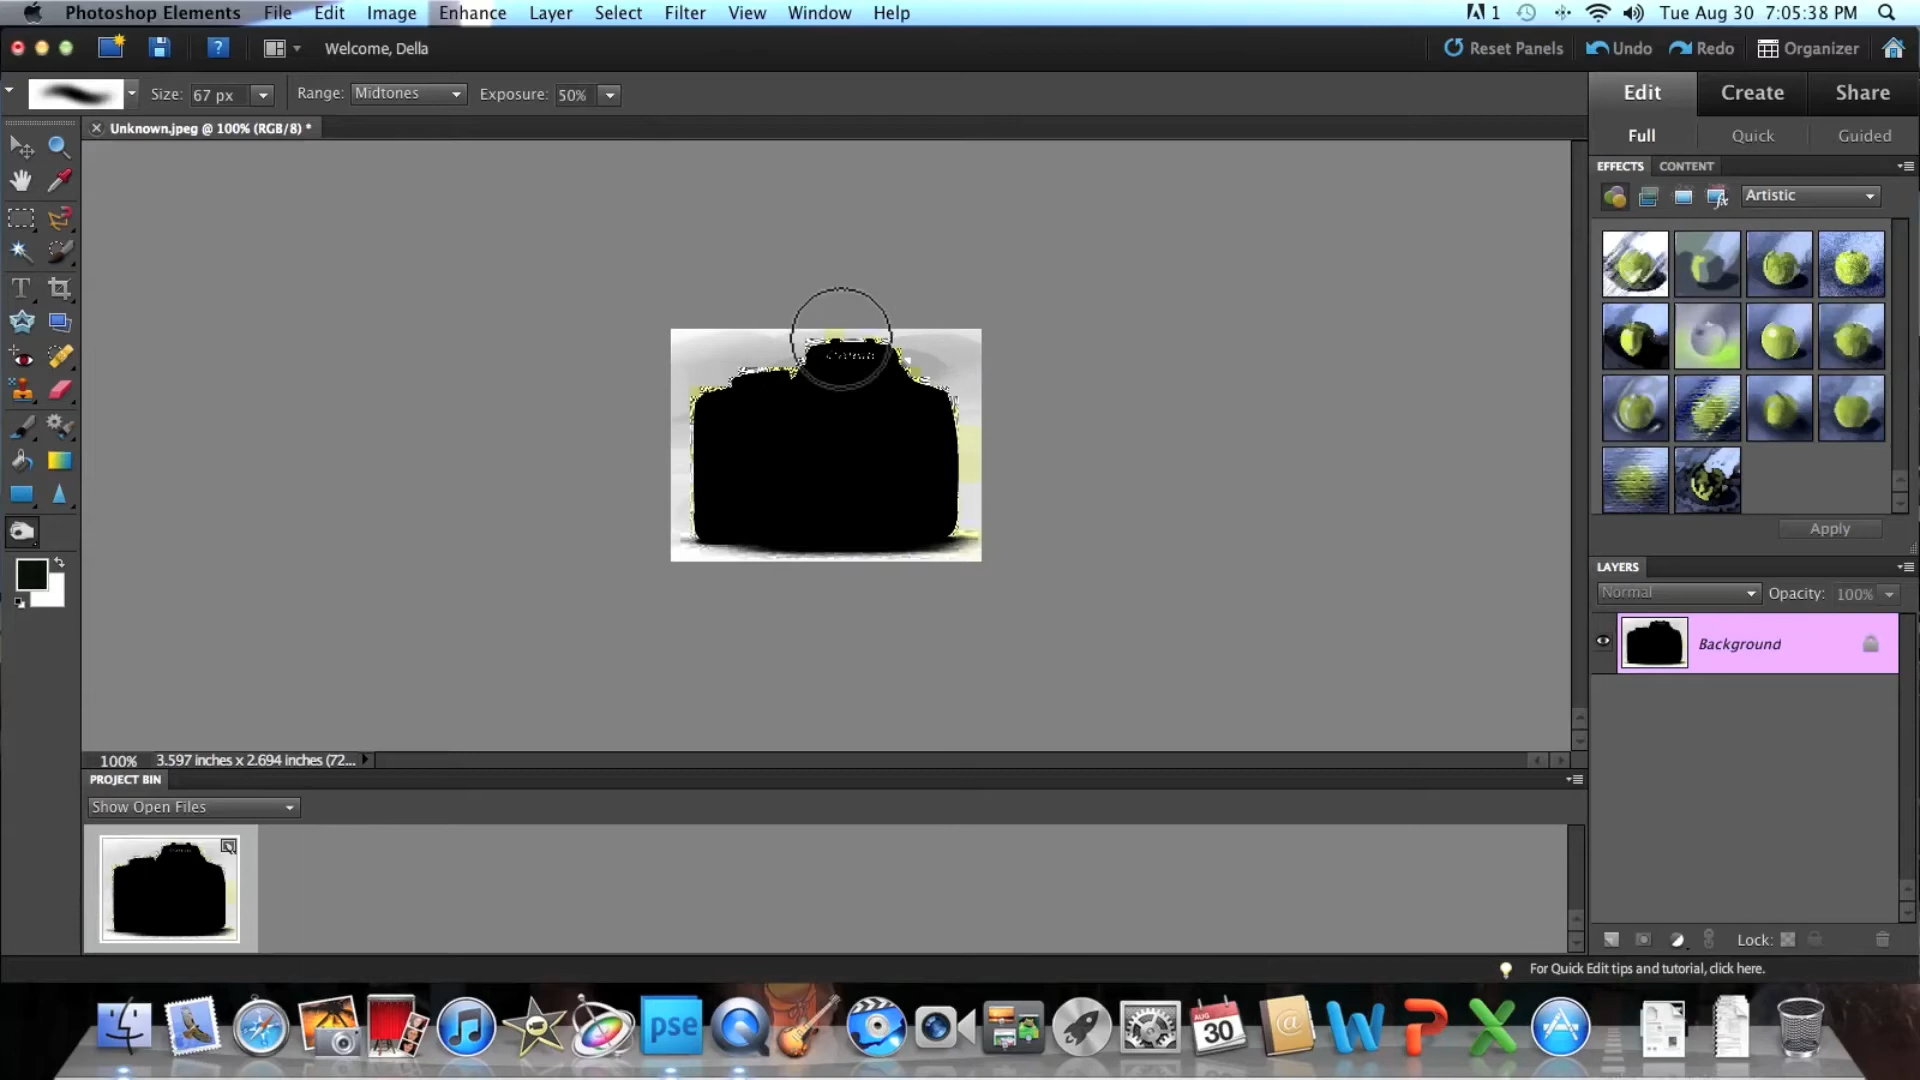 Photoshop Elements File Edit Image Enhance Layer Select Filter View Window Help 1 Tue Aug 30 7:05:38 PM
? Welcome, Della Reset Panels Undo Redo Organizer
Size: 67 px Range: Midtones Exposure: 50%
Edit Create Share
Unknown.jpeg @ 100% (RGB/8) *
Full Quick Guided
EFFECTS CONTENT
Artistic
Canon
Apply
LAYERS
Normal Opacity: 100%
Background
100% 3.597 inches x 2.694 inches (72...
PROJECT BIN
Show Open Files
Lock:
For Quick Edit tips and tutorial, click here.
pse
AUG
30
@
W P X